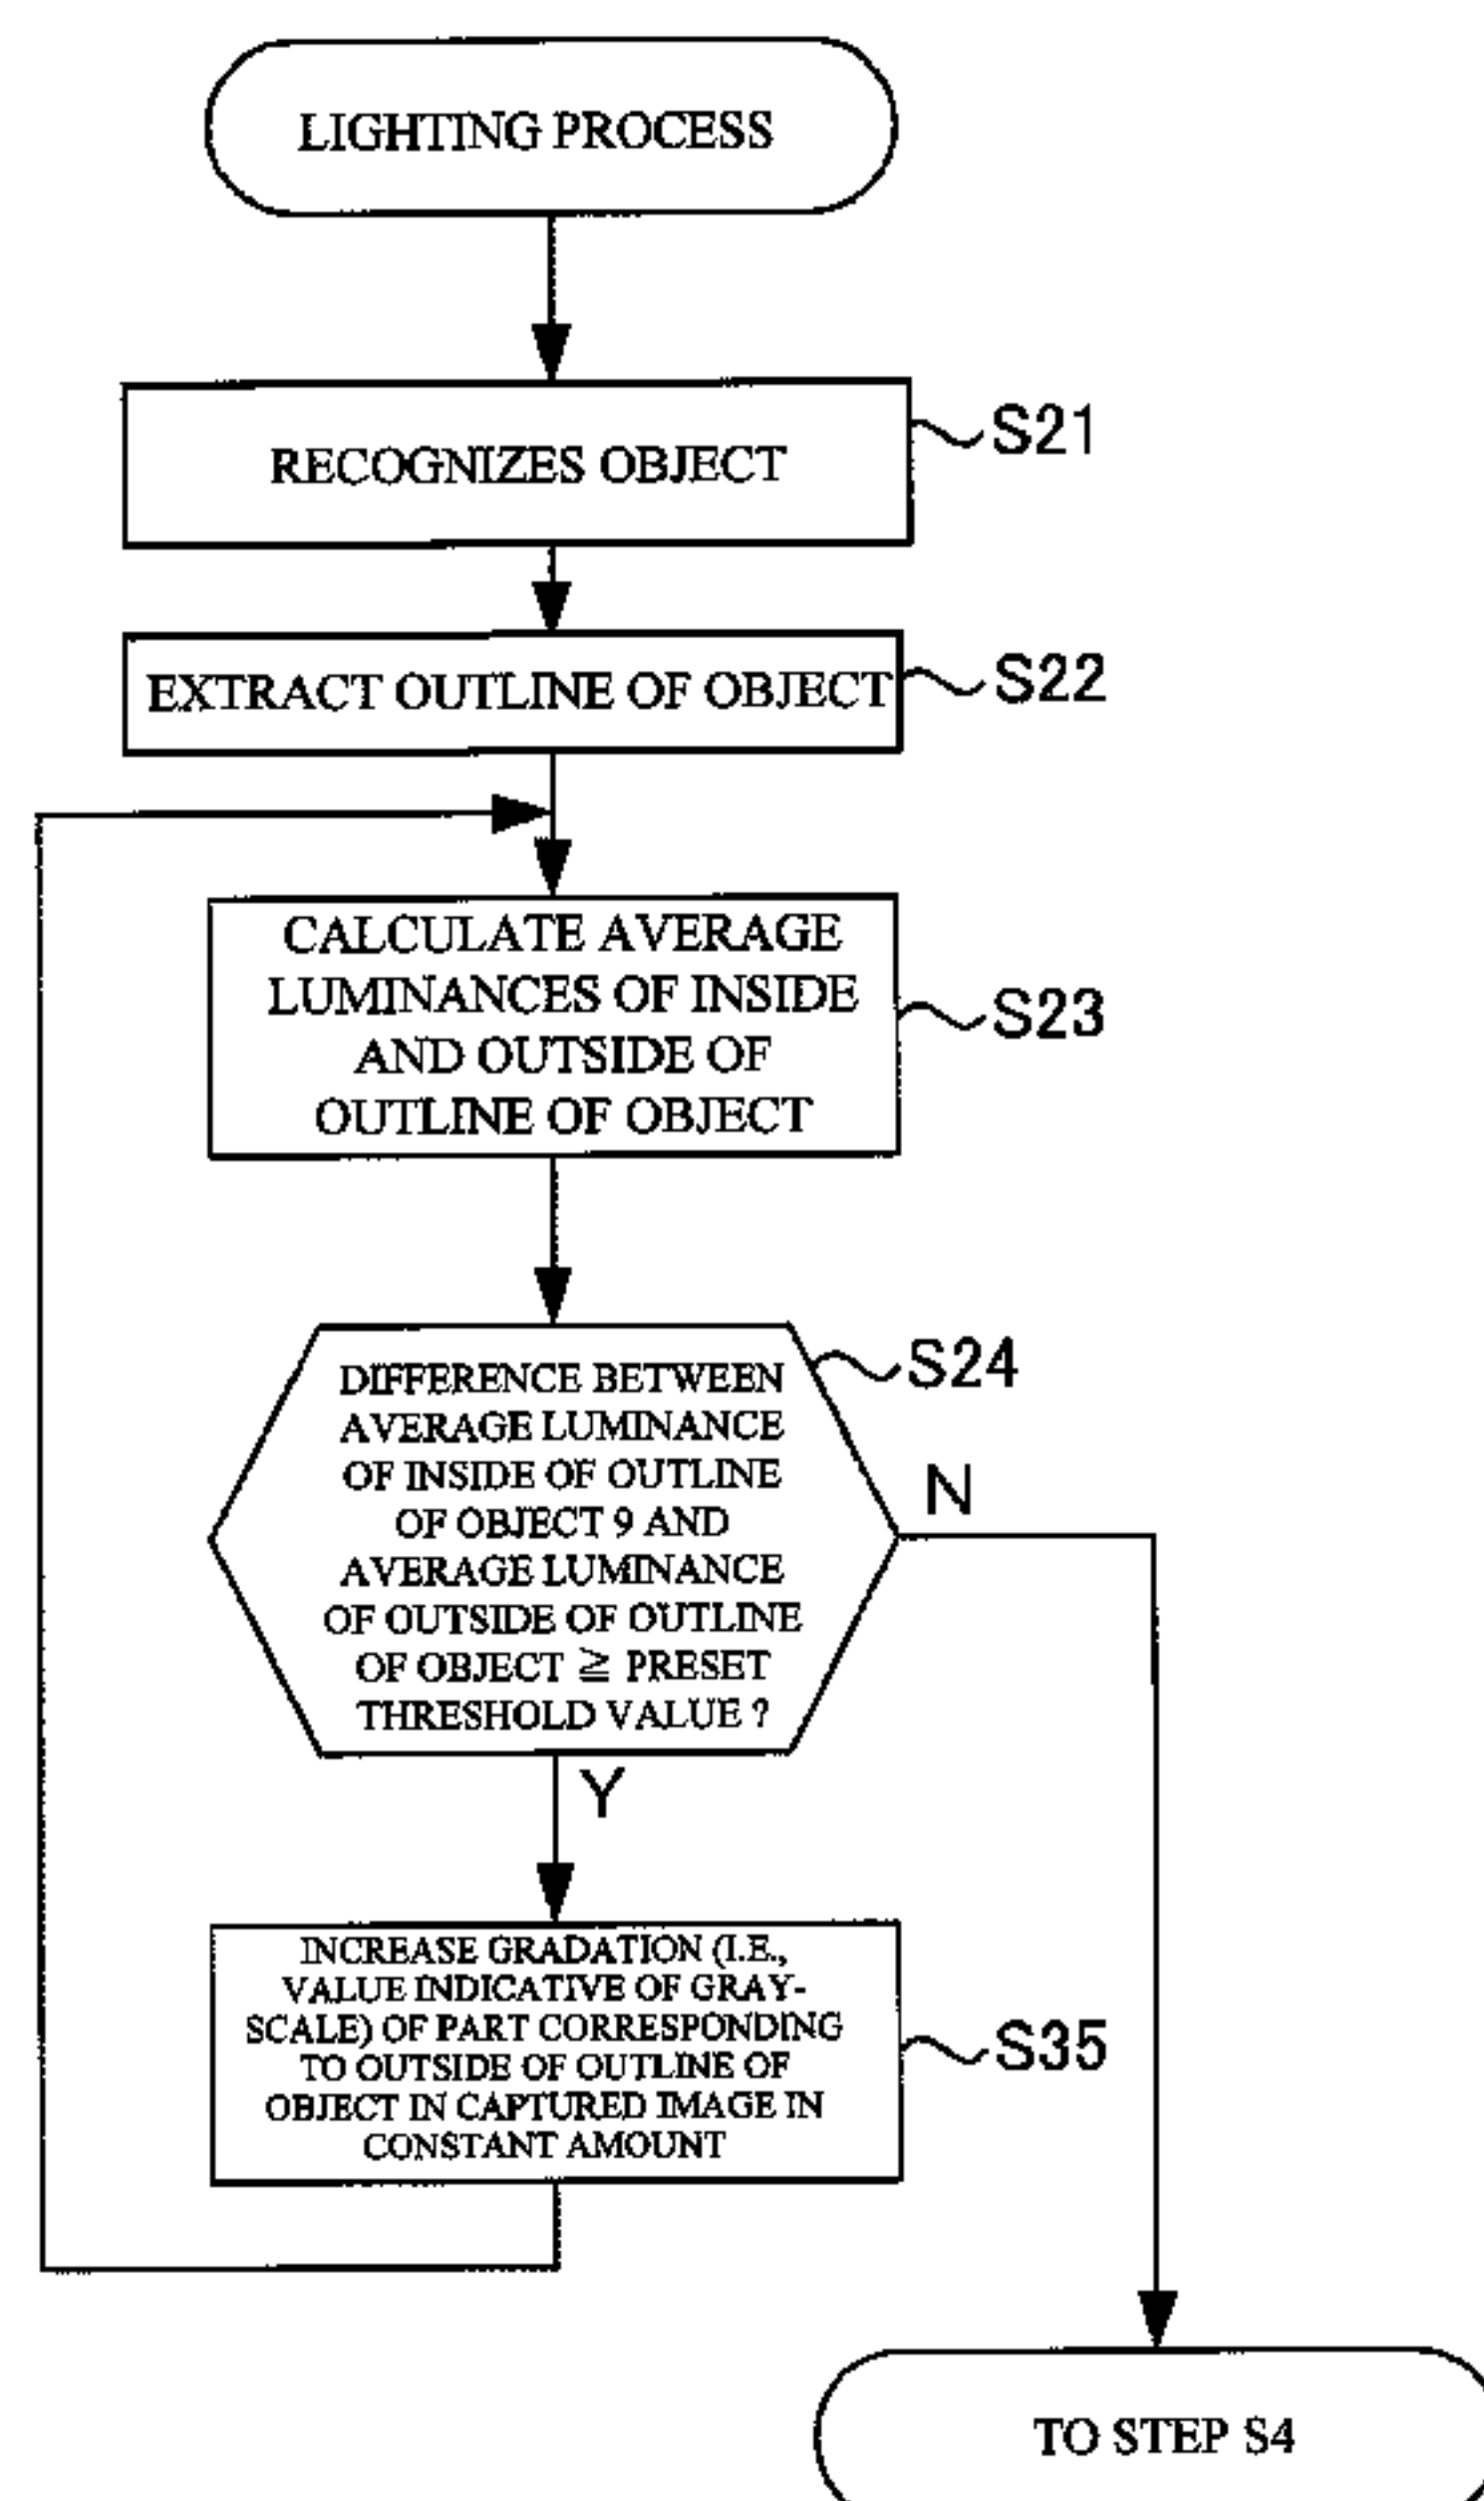 LIGHTING PROCESS
RECOGNIZES OBJECT
S21
EXTRACT OUTLINE OF OBJECT
S22
CALCULATE AVERAGE
LUMINANCES OF INSIDE
AND OUTSIDE OF
OUTLINE OF OBJECT
S23
DIFFERENCE BETWEEN
AVERAGE LUMINANCE
OF INSIDE OF OUTLINE
OF OBJECT 9 AND
AVERAGE LUMINANCE
OF OUTSIDE OF OUTLINE
OF OBJECT ≧ PRESET
THRESHOLD VALUE ?
S24
N
Y
INCREASE GRADATION (I.E.,
VALUE INDICATIVE OF GRAY-
SCALE) OF PART CORRESPONDING
TO OUTSIDE OF OUTLINE OF
OBJECT IN CAPTURED IMAGE IN
CONSTANT AMOUNT
S35
TO STEP S4